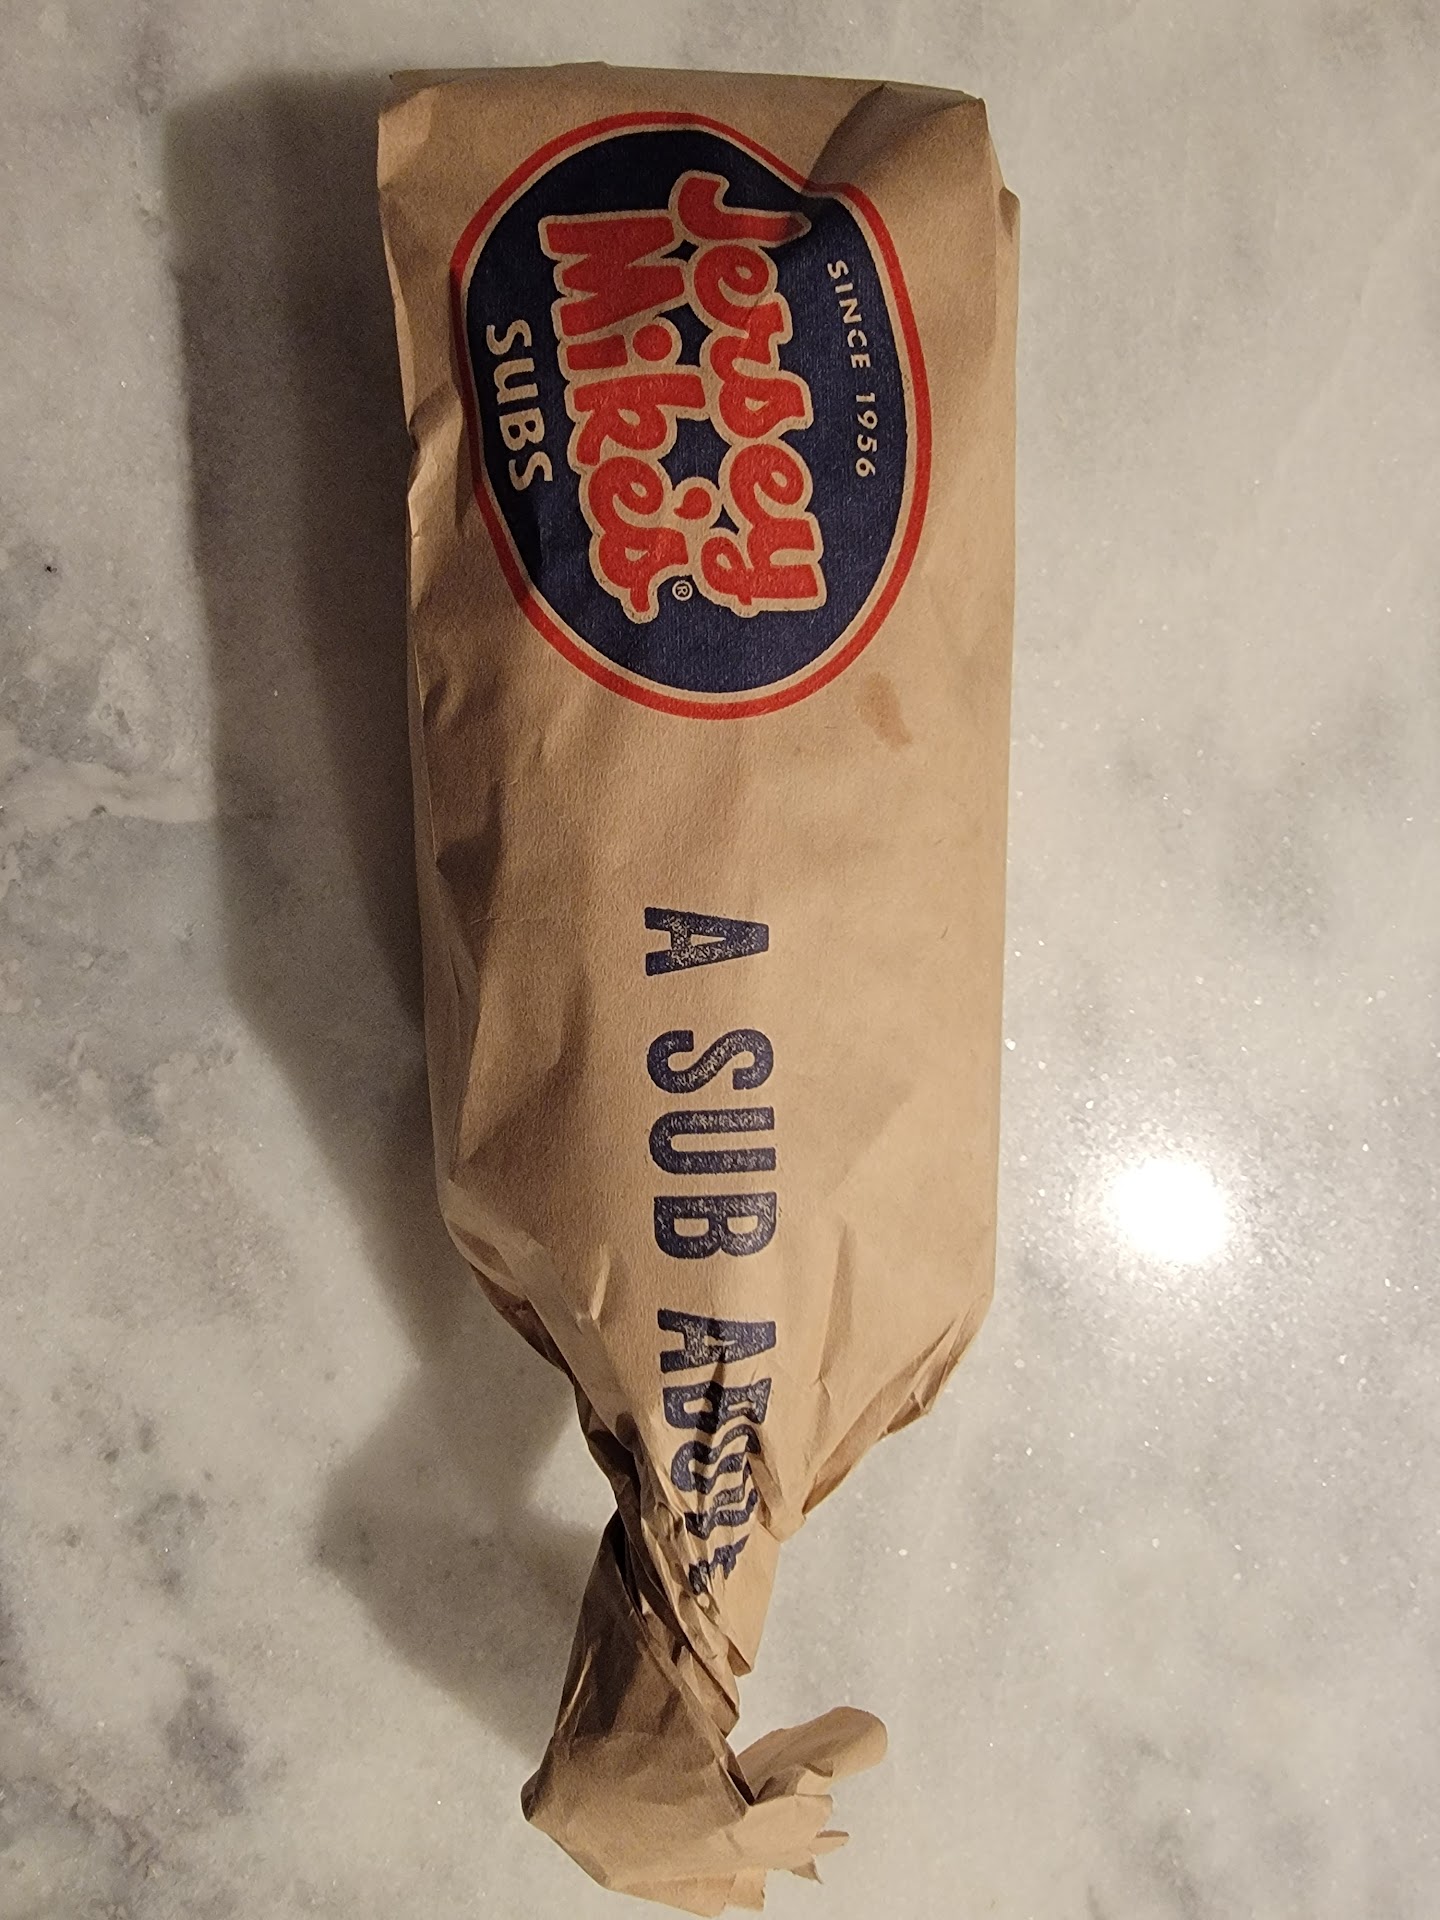 SINCE 1956
Jersey
Mike's®
SUBS
A SUB ABOVE.